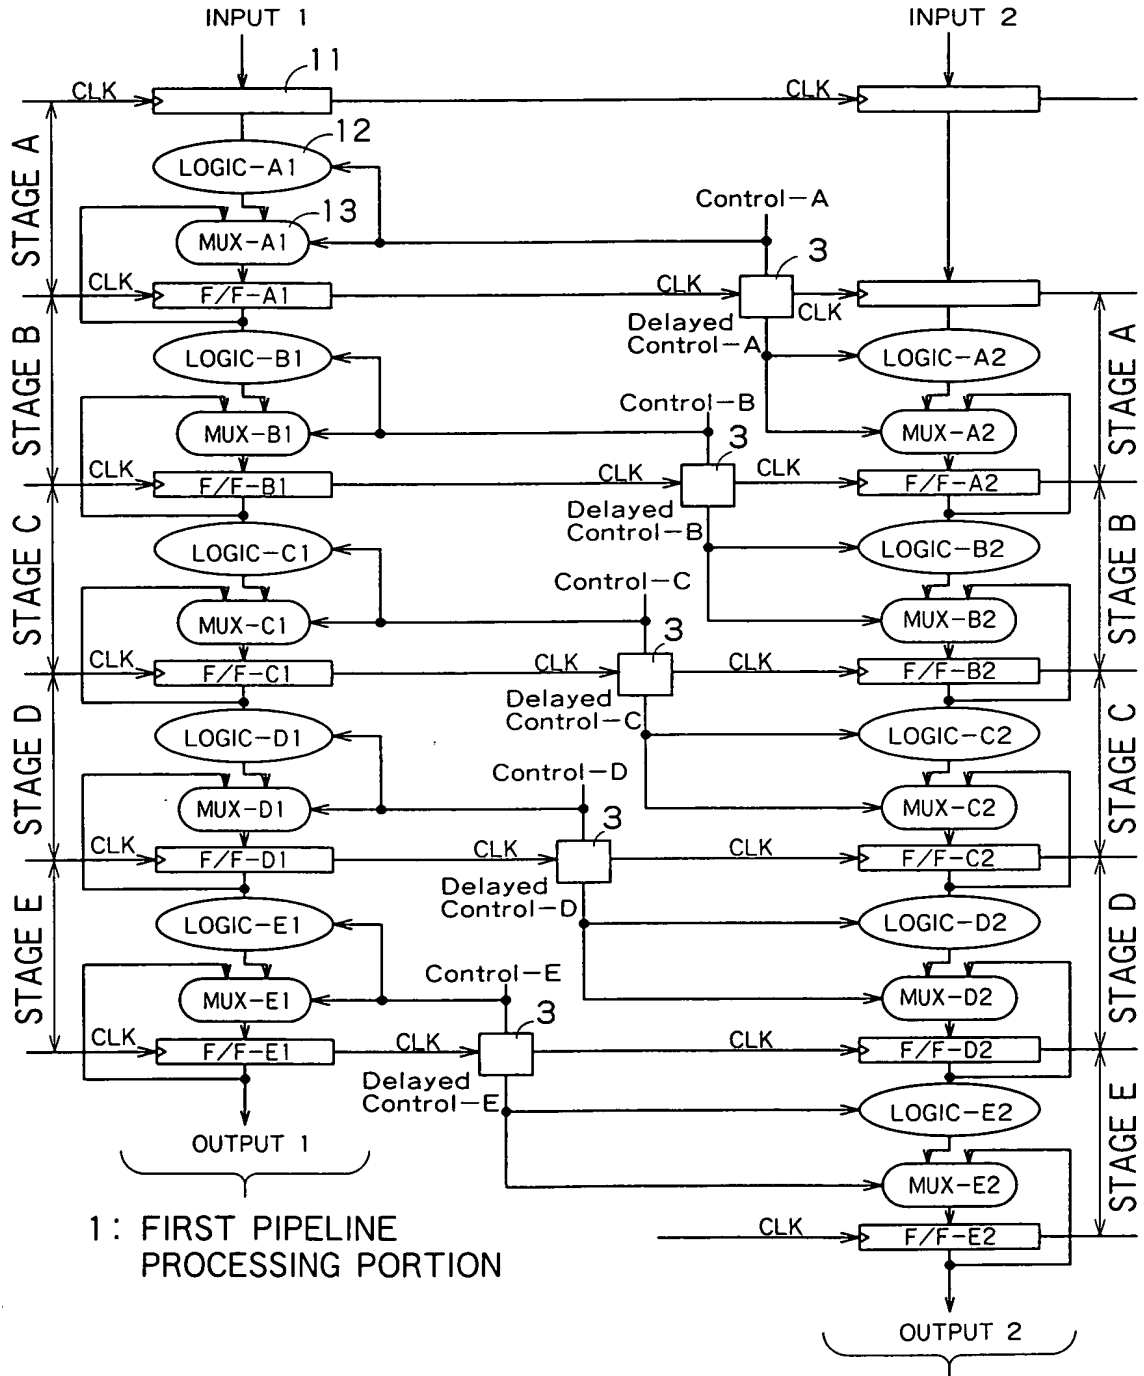 INPUT 1
INPUT 2
11
CLK
CLK
12
LOGIC-A1
STAGE A
Control-A
13
MUX-A1
3
CLK
F/F-A1
CLK
CLK
Delayed
Control-A
LOGIC-B1
LOGIC-A2
STAGE B
STAGE A
Control-B
MUX-B1
MUX-A2
3
CLK
F/F-B1
CLK
CLK
F/F-A2
Delayed
Control-B
LOGIC-C1
LOGIC-B2
STAGE C
STAGE B
Control-C
MUX-C1
MUX-B2
3
CLK
F/F-C1
CLK
CLK
F/F-B2
Delayed
Control-C
LOGIC-D1
LOGIC-C2
STAGE D
STAGE C
Control-D
MUX-D1
MUX-C2
3
CLK
F/F-D1
CLK
CLK
F/F-C2
Delayed
Control-D
LOGIC-E1
LOGIC-D2
STAGE E
STAGE D
Control-E
MUX-E1
MUX-D2
3
CLK
F/F-E1
CLK
CLK
F/F-D2
Delayed
Control-E
LOGIC-E2
OUTPUT 1
STAGE E
MUX-E2
1: FIRST PIPELINE
PROCESSING PORTION
CLK
F/F-E2
OUTPUT 2